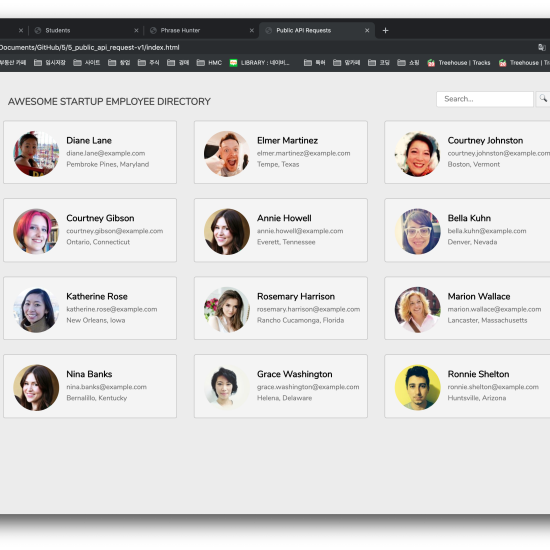 Students
Phrase Hunter
Public API Requests
Documents/GitHub/5/5_public_api_request-v1/index.html
부동산 카페 임시저장 사이트 창업 주식 경매 HMC LIBRARY : 네이버... 특허 맘카페 코딩 쇼핑 Treehouse | Tracks Treehouse | Tr
AWESOME STARTUP EMPLOYEE DIRECTORY
Search...
Diane Lane
diane.lane@example.com
Pembroke Pines, Maryland
Elmer Martinez
elmer.martinez@example.com
Tempe, Texas
Courtney Johnston
courtney.johnston@example.com
Boston, Vermont
Courtney Gibson
courtney.gibson@example.com
Ontario, Connecticut
Annie Howell
annie.howell@example.com
Everett, Tennessee
Bella Kuhn
bella.kuhn@example.com
Denver, Nevada
Katherine Rose
katherine.rose@example.com
New Orleans, Iowa
Rosemary Harrison
rosemary.harrison@example.com
Rancho Cucamonga, Florida
Marion Wallace
marion.wallace@example.com
Lancaster, Massachusetts
Nina Banks
nina.banks@example.com
Bernalillo, Kentucky
Grace Washington
grace.washington@example.com
Helena, Delaware
Ronnie Shelton
ronnie.shelton@example.com
Huntsville, Arizona